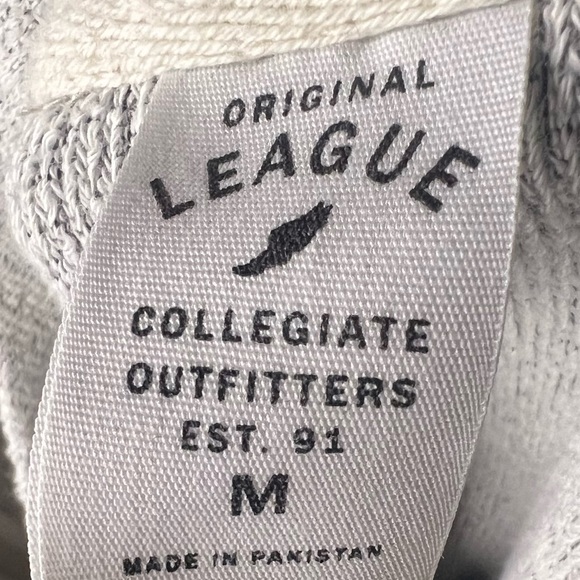 ORIGINAL
LEAGUE
COLLEGIATE
OUTFITTERS
EST. 91
M
MADE IN PAKISTAN